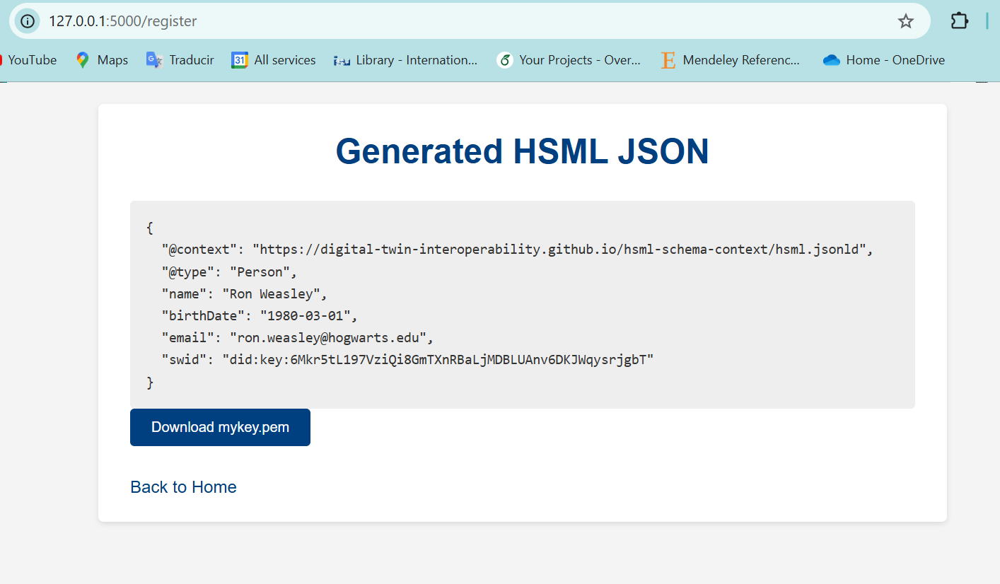 127.0.0.1:5000/register
YouTube Maps Traducir 31 All services Library - Internation... Your Projects - Over... Mendeley Referenc... Home - OneDrive
Generated HSML JSON
{
"@context": "https://digital-twin-interoperability.github.io/hsml-schema-context/hsml.jsonld",
"@type": "Person",
"name": "Ron Weasley",
"birthDate": "1980-03-01",
"email": "ron.weasley@hogwarts.edu",
"swid": "did:key:6Mkr5tL197VziQi8GmTXnRBaLjMDBLUAnv6DKJWqysrjgbT"
}
Download mykey.pem
Back to Home